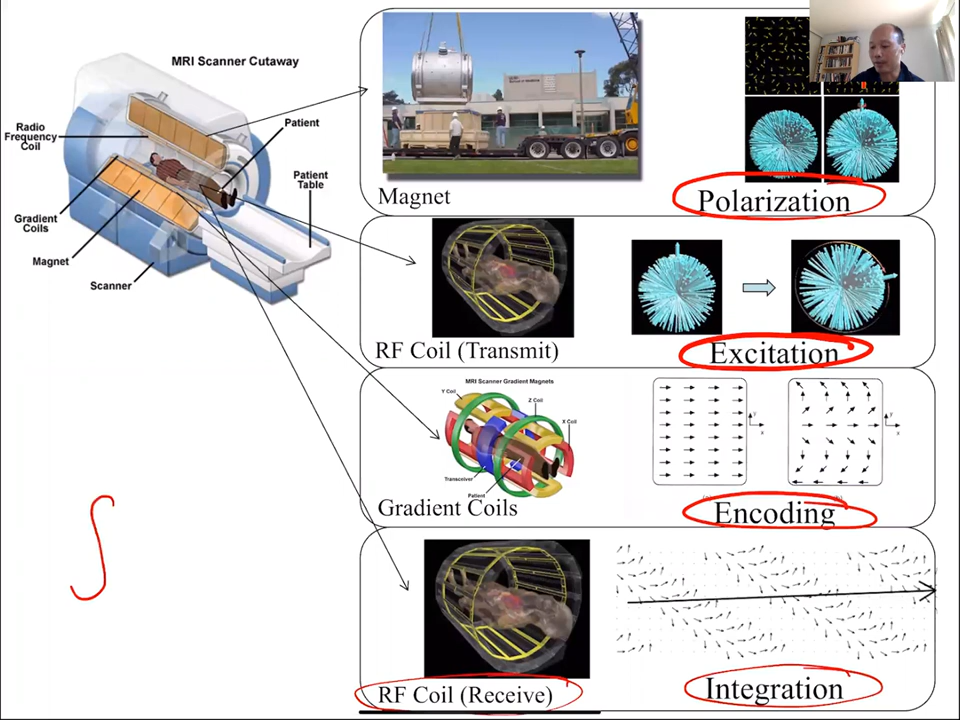 MRI Scanner Cutaway
Radio
Frequency
Coil
Patient
Patient
Table
Gradient
Coils
Magnet
Scanner
Magnet
Polarization
RF Coil (Transmit)
Excitation
MRI Scanner Gradient Magnets
Y Coil
Z Coil
X Coil
Transceiver
Patient
Gradient Coils
y
x
y
x
Encoding
RF Coil (Receive)
Integration
∫